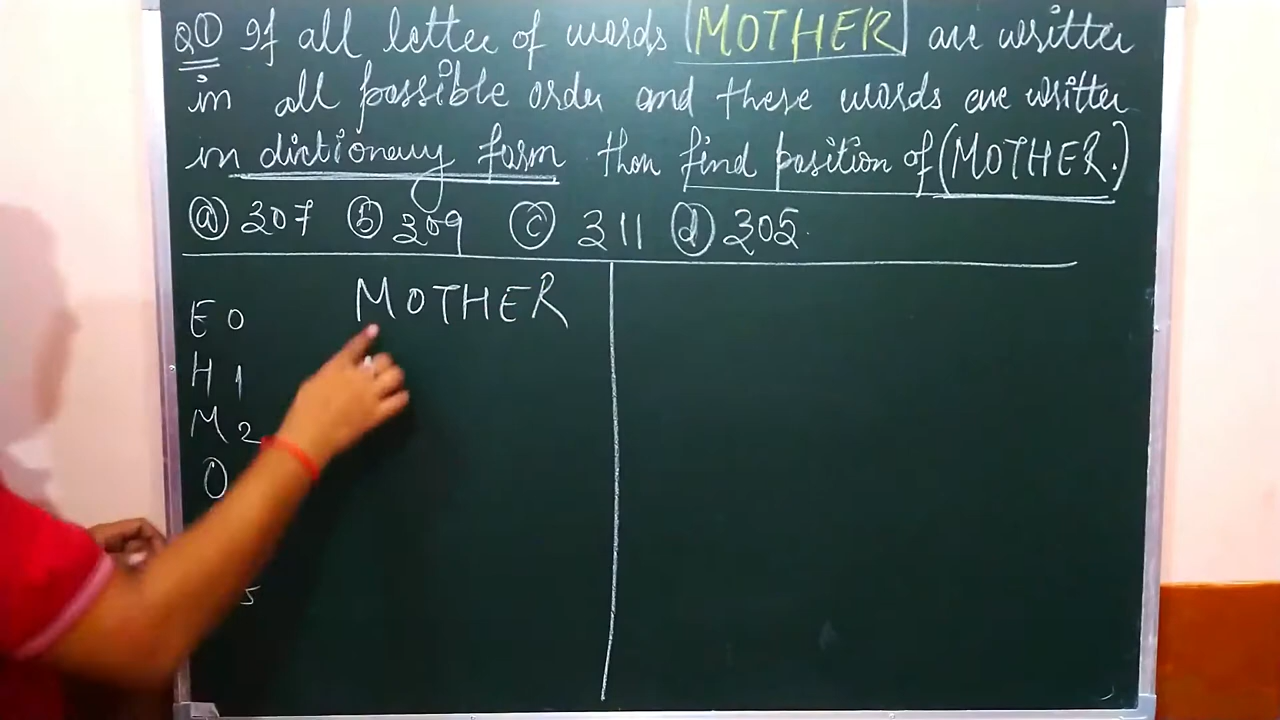 Q① If all letter of words MOTHER are written
in all possible order and these words are written
in dictionary form then find position of (MOTHER.)
ⓐ 307 ⓑ 309 ⓒ 311 ⓓ 305
MOTHER
E 0
H 1
M 2
O
5